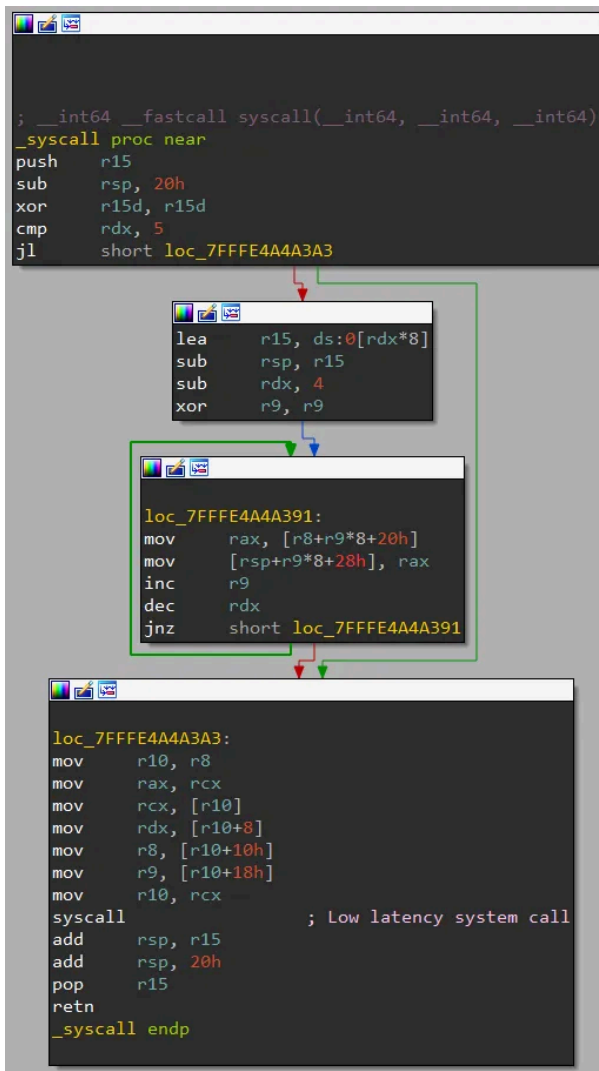 ; __int64 __fastcall syscall(__int64, __int64, __int64)
_syscall proc near
push r15
sub rsp, 20h
xor r15d, r15d
cmp rdx, 5
jl short loc_7FFFE4A4A3A3
lea r15, ds:0[rdx*8]
sub rsp, r15
sub rdx, 4
xor r9, r9
loc_7FFFE4A4A391:
mov rax, [r8+r9*8+20h]
mov [rsp+r9*8+28h], rax
inc r9
dec rdx
jnz short loc_7FFFE4A4A391
loc_7FFFE4A4A3A3:
mov r10, r8
mov rax, rcx
mov rcx, [r10]
mov rdx, [r10+8]
mov r8, [r10+10h]
mov r9, [r10+18h]
mov r10, rcx
syscall ; Low latency system call
add rsp, r15
add rsp, 20h
pop r15
retn
_syscall endp